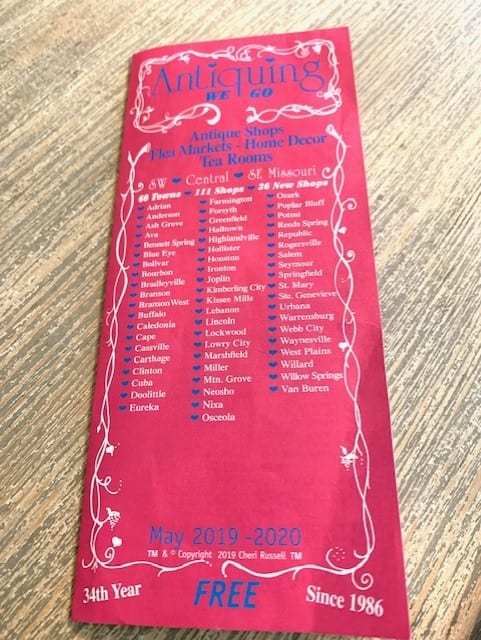 Antiquing
WE GO
Antique Shops
Flea Markets - Home Decor
Tea Rooms
SW ♥ Central ♥ SE Missouri
60 Towns ♥ 111 Shops ♥ 36 New Shops
Adrian
Anderson
Ash Grove
Ava
Bennett Spring
Blue Eye
Bolivar
Bourbon
Bradleyville
Branson
Branson West
Buffalo
Caledonia
Cape
Cassville
Carthage
Clinton
Cuba
Doolittle
Eureka
Farmington
Forsyth
Greenfield
Halltown
Highlandville
Hollister
Houston
Ironton
Joplin
Kimberling City
Kissee Mills
Lebanon
Lincoln
Lockwood
Lowry City
Marshfield
Miller
Mtn. Grove
Neosho
Nixa
Osceola
Ozark
Poplar Bluff
Potosi
Reeds Spring
Republic
Rogersville
Salem
Seymour
Springfield
St. Mary
Ste. Genevieve
Urbana
Warrensburg
Webb City
Waynesville
West Plains
Willard
Willow Springs
Van Buren
May 2019 -2020
TM & © Copyright 2019 Cheri Russell TM
34th Year
FREE
Since 1986